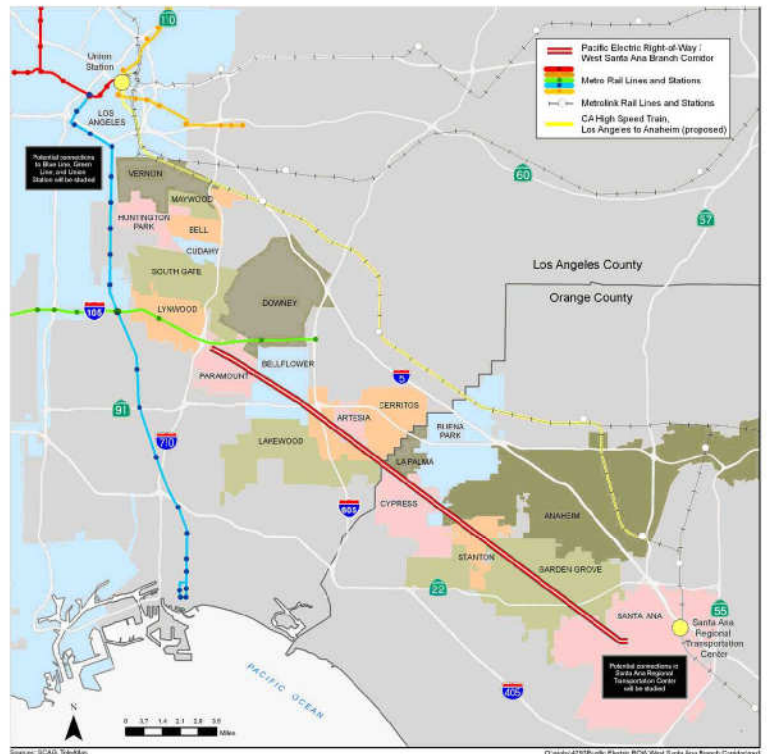 110
Union
Station
LOS
ANGELES
Pacific Electric Right-of-Way /
West Santa Ana Branch Corridor
Metro Rail Lines and Stations
Metrolink Rail Lines and Stations
CA High Speed Train,
Los Angeles to Anaheim (proposed)
Potential connections
to Blue Line, Green
Line, and Union
Station will be studied
VERNON
MAYWOOD
60
HUNTINGTON
PARK
BELL
57
CUDAHY
Los Angeles County
SOUTH GATE
Orange County
DOWNEY
LYNWOOD
105
BELLFLOWER
PARAMOUNT
5
91
CERRITOS
ARTESIA
BUENA
PARK
710
LAKEWOOD
LA PALMA
605
CYPRESS
ANAHEIM
STANTON
GARDEN GROVE
22
SANTA ANA
55
Santa Ana
Regional
Transportation
Center
Potential connections to
Santa Ana Regional
Transportation Center
will be studied
405
PACIFIC OCEAN
N
Miles
Sources: SCAG, TeleAtlas